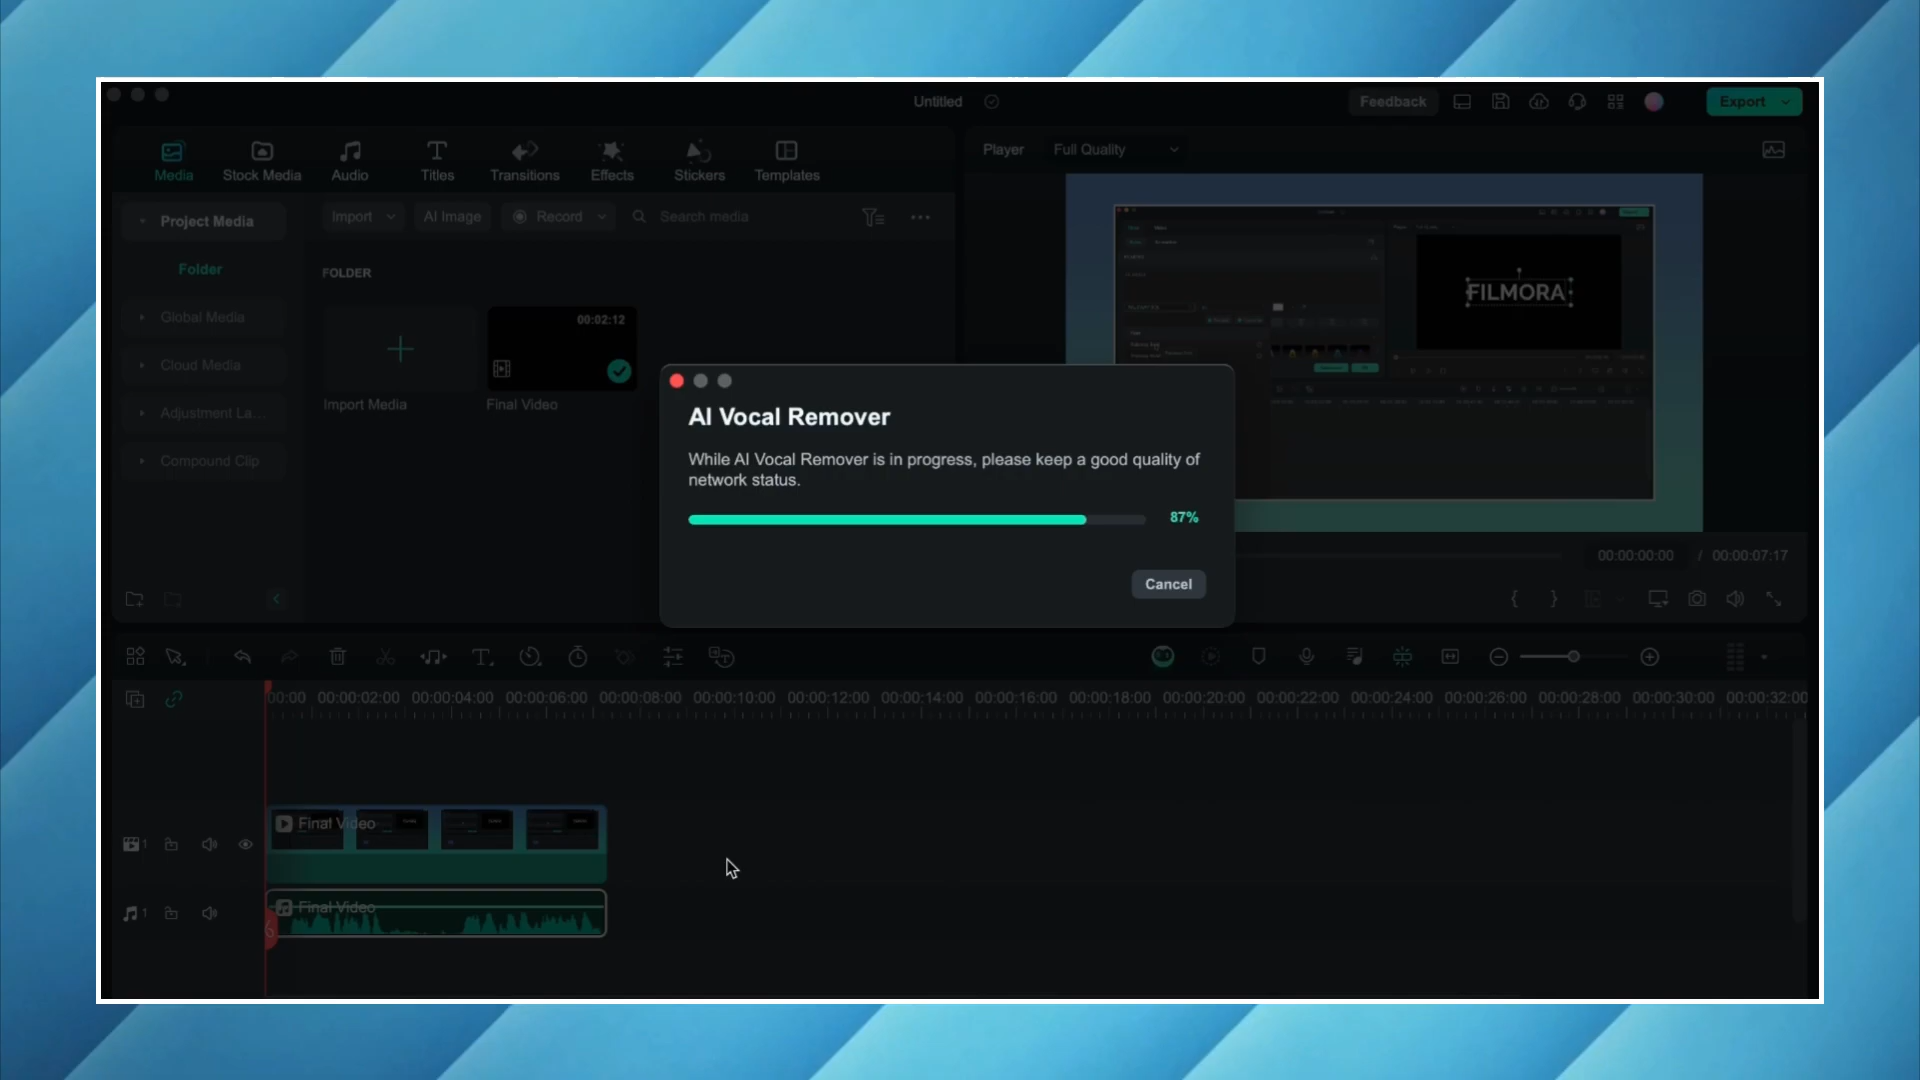 Untitled
Feedback
Export
Media
Stock Media
Audio
Titles
Transitions
Effects
Stickers
Templates
Player
Full Quality
Project Media
Import
AI Image
Record
Search media
Folder
FOLDER
Global Media
Cloud Media
Adjustment La...
Compound Clip
00:02:12
Import Media
Final Video
FILMORA
AI Vocal Remover
While AI Vocal Remover is in progress, please keep a good quality of
network status.
87%
Cancel
00:00:00:00 / 00:00:07:17
00:00 00:00:02:00 00:00:04:00 00:00:06:00 00:00:08:00 00:00:10:00 00:00:12:00 00:00:14:00 00:00:16:00 00:00:18:00 00:00:20:00 00:00:22:00 00:00:24:00 00:00:26:00 00:00:28:00 00:00:30:00 00:00:32:00
Final Video
1
Final Video
1